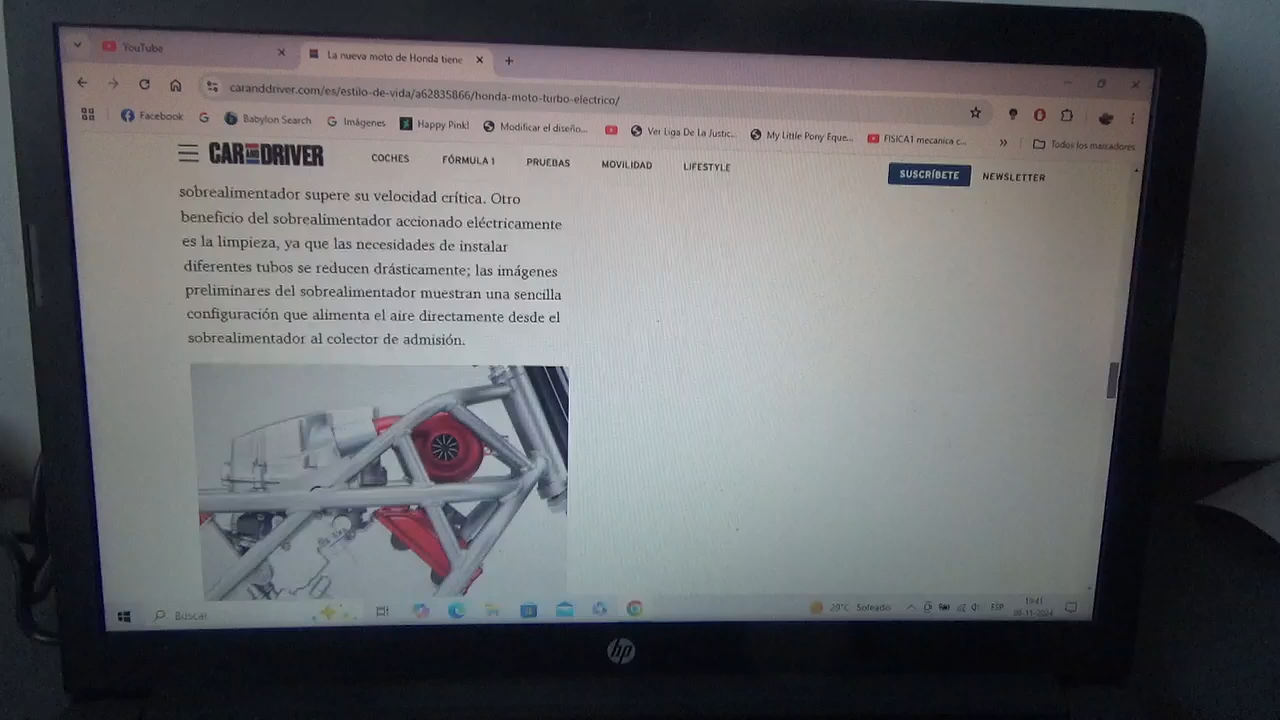 YouTube
La nueva moto de Honda tiene
caranddriver.com/es/estilo-de-vida/a62835866/honda-moto-turbo-electrico/
Facebook
Babylon Search
Imágenes
Happy Pink!
Modificar el diseño...
Ver Liga De La Justic...
My Little Pony Eque...
FISICA1 mecanica c...
Todos los marcadores
CAR AND DRIVER
COCHES
FÓRMULA 1
PRUEBAS
MOVILIDAD
LIFESTYLE
SUSCRÍBETE
NEWSLETTER
sobrealimentador supere su velocidad crítica. Otro
beneficio del sobrealimentador accionado eléctricamente
es la limpieza, ya que las necesidades de instalar
diferentes tubos se reducen drásticamente; las imágenes
preliminares del sobrealimentador muestran una sencilla
configuración que alimenta el aire directamente desde el
sobrealimentador al colector de admisión.
Buscar
29°C Soleado
ESP
19:41
hp